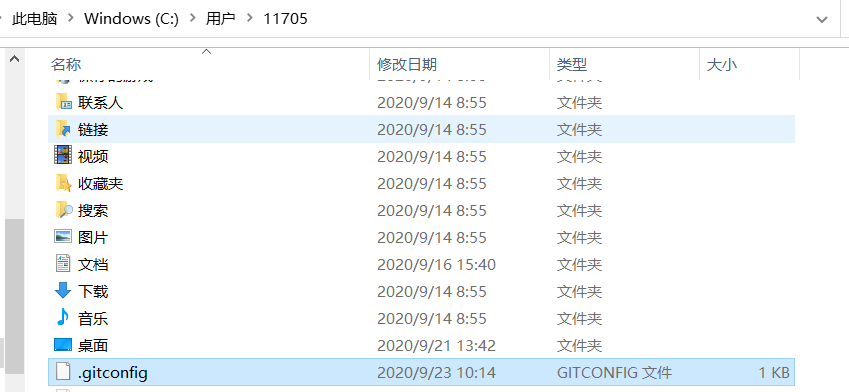 此电脑 > Windows (C:) > 用户 > 11705
名称 修改日期 类型 大小
联系人 2020/9/14 8:55 文件夹
链接 2020/9/14 8:55 文件夹
视频 2020/9/14 8:55 文件夹
收藏夹 2020/9/14 8:55 文件夹
搜索 2020/9/14 8:55 文件夹
图片 2020/9/14 8:55 文件夹
文档 2020/9/16 15:40 文件夹
下载 2020/9/14 8:55 文件夹
音乐 2020/9/14 8:55 文件夹
桌面 2020/9/21 13:42 文件夹
.gitconfig 2020/9/23 10:14 GITCONFIG 文件 1 KB